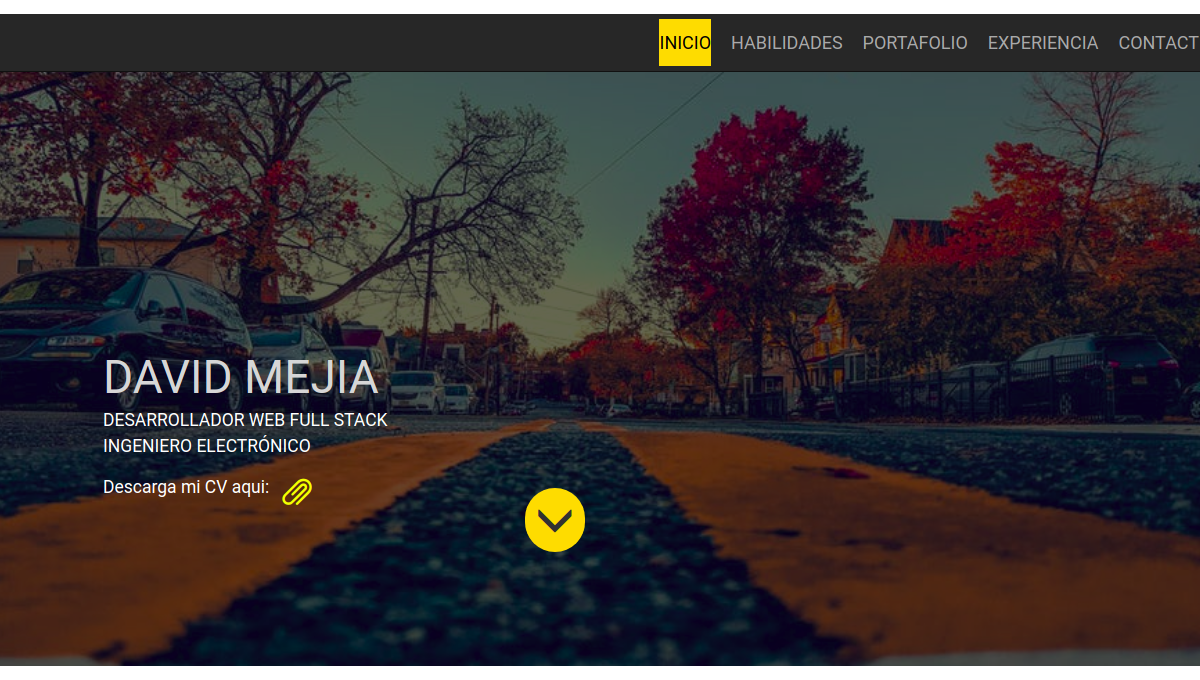 INICIO HABILIDADES PORTAFOLIO EXPERIENCIA CONTACT
DAVID MEJIA
DESARROLLADOR WEB FULL STACK
INGENIERO ELECTRÓNICO
Descarga mi CV aqui: